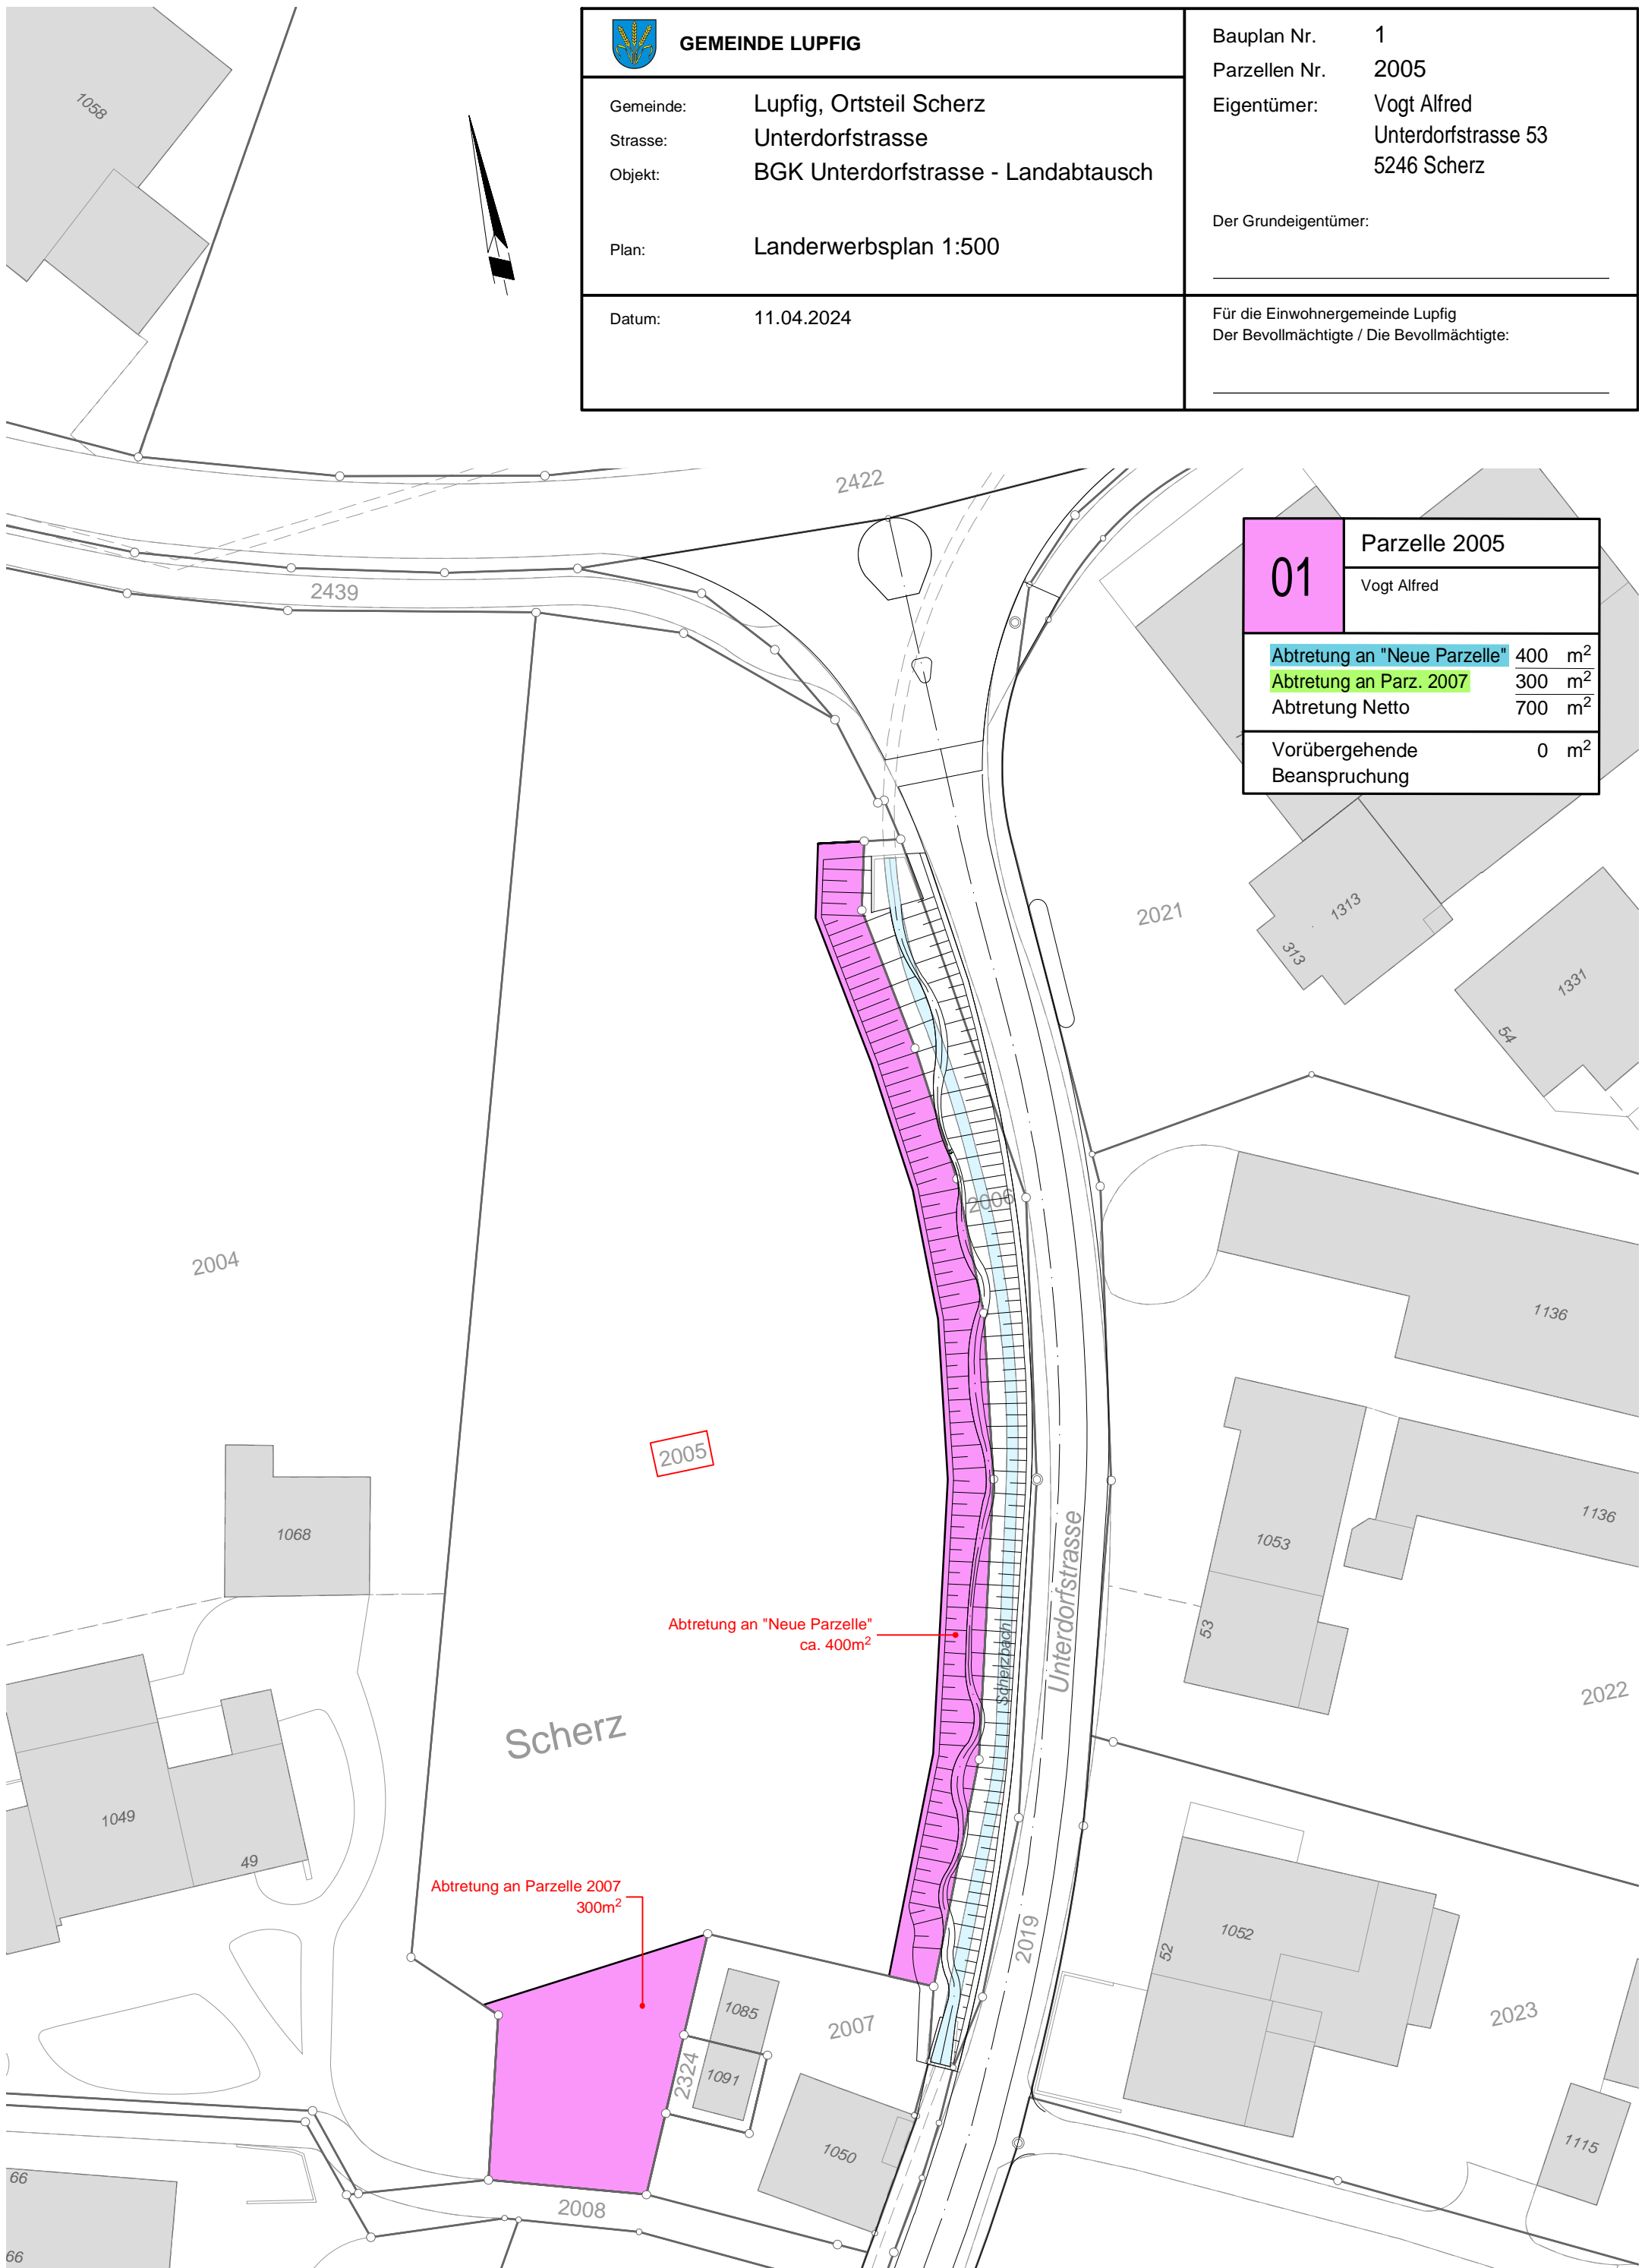 GEMEINDE LUPFIG
Gemeinde: Lupfig, Ortsteil Scherz
Strasse: Unterdorfstrasse
Objekt: BGK Unterdorfstrasse - Landabtausch
Plan: Landerwerbsplan 1:500
Datum: 11.04.2024
Bauplan Nr. 1
Parzellen Nr. 2005
Eigentümer: Vogt Alfred
Unterdorfstrasse 53
5246 Scherz
Der Grundeigentümer:
Für die Einwohnergemeinde Lupfig
Der Bevollmächtigte / Die Bevollmächtigte:
1058
2422
2439
01
Parzelle 2005
Vogt Alfred
Abtretung an "Neue Parzelle" 400 m²
Abtretung an Parz. 2007 300 m²
Abtretung Netto 700 m²
Vorübergehende 0 m²
Beanspruchung
2021
1313
313
1331
54
2006
2004
1136
2005
1068
1053
1136
53
Unterdorfstrasse
Scherzbach
Abtretung an "Neue Parzelle"
ca. 400m²
2022
Scherz
1049
49
Abtretung an Parzelle 2007
300m²
2019
1052
52
1085
2007
2023
2324
1091
1050
1115
66
2008
66